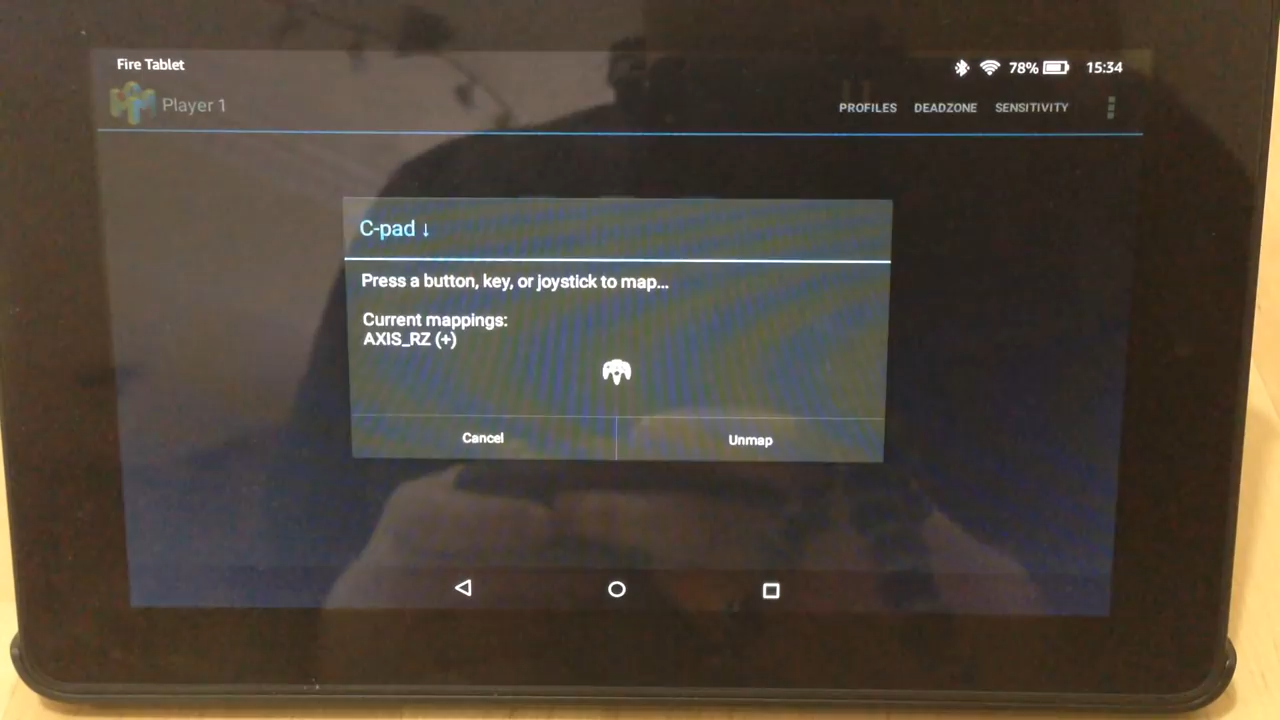 Fire Tablet
78% 15:34
Player 1
PROFILES DEADZONE SENSITIVITY
C-pad ↓
Press a button, key, or joystick to map...
Current mappings:
AXIS_RZ (+)
Cancel Unmap